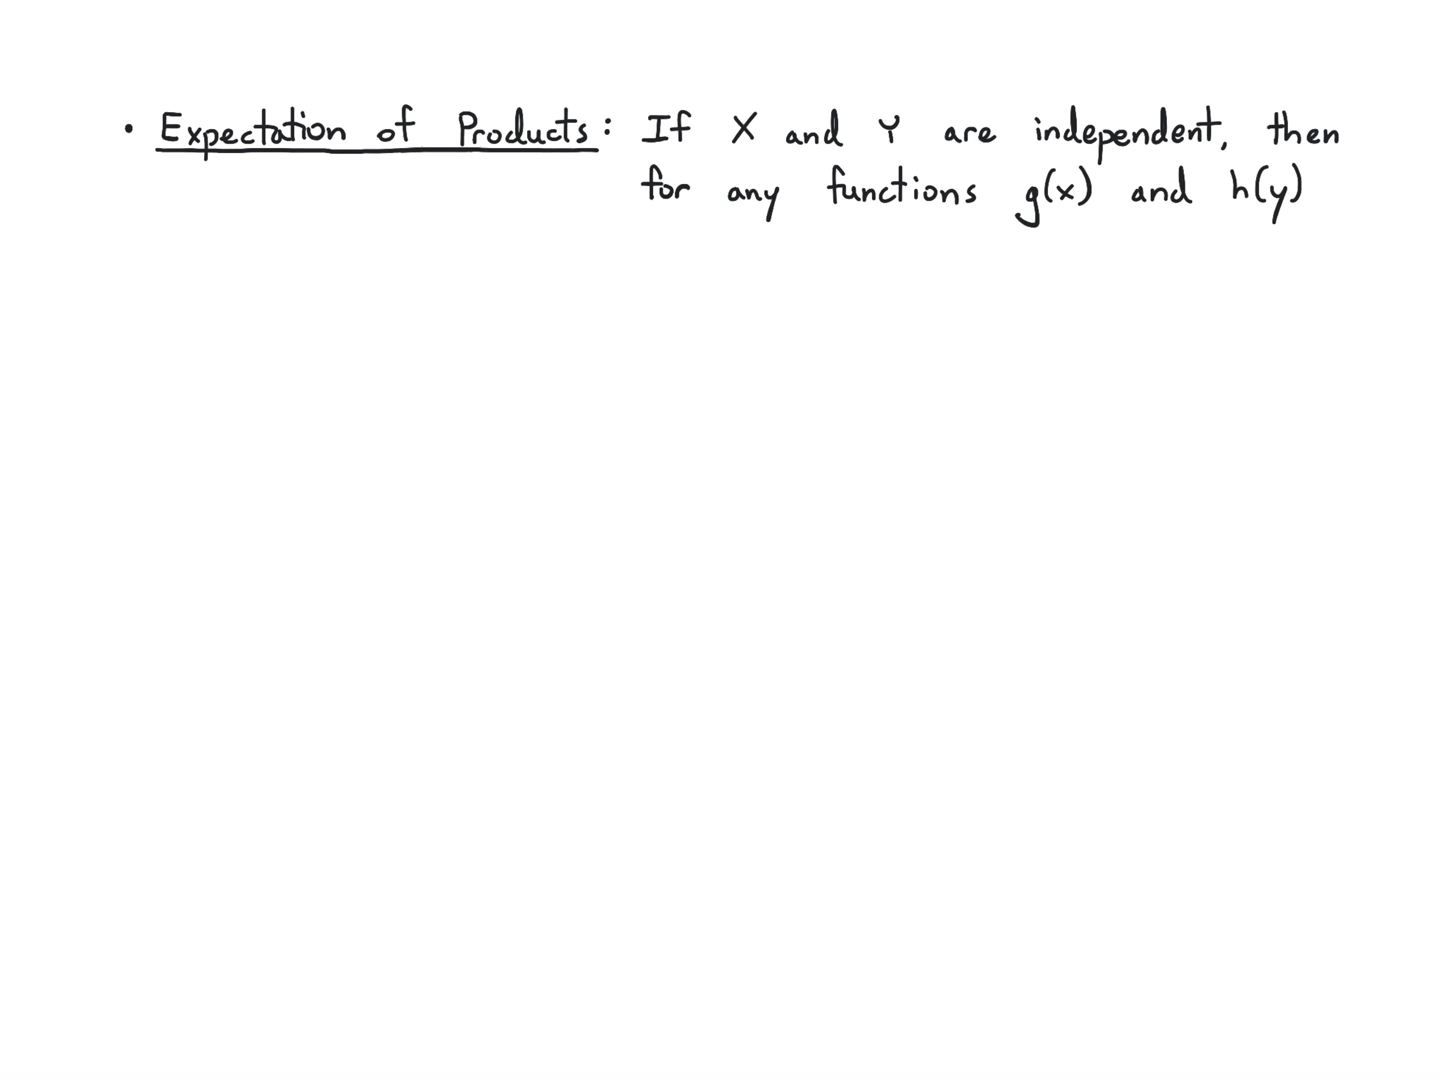 • Expectation of Products: If X and Y are independent, then
for any functions g(x) and h(y)